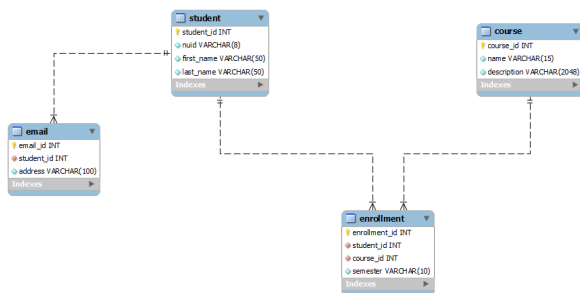 student
student_id INT
nuid VARCHAR(8)
first_name VARCHAR(50)
last_name VARCHAR(50)
Indexes
course
course_id INT
name VARCHAR(15)
description VARCHAR(2048)
Indexes
email
email_id INT
student_id INT
address VARCHAR(100)
Indexes
enrollment
enrollment_id INT
student_id INT
course_id INT
semester VARCHAR(10)
Indexes